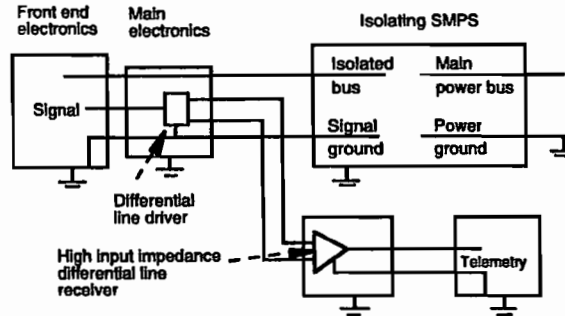 Front end
electronics
Main
electronics
Isolating SMPS
Isolated
bus
Main
power bus
Signal
Signal
ground
Power
ground
Differential
line driver
High input impedance
differential line
receiver
Telemetry